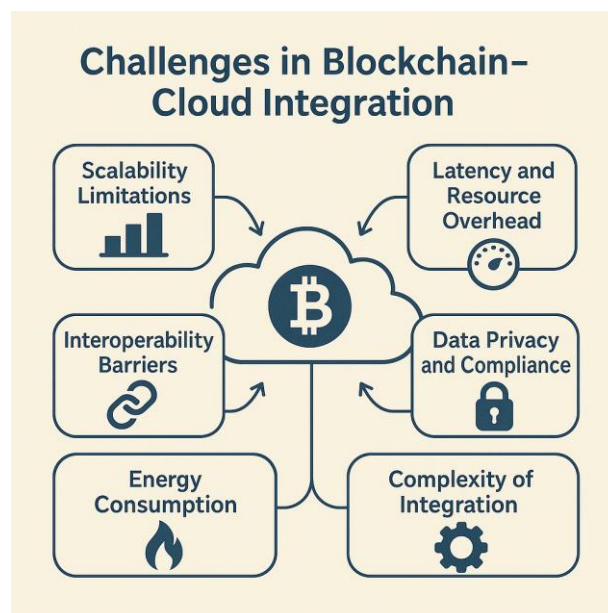 Challenges in Blockchain–
Cloud Integration
Scalability
Limitations
Latency and
Resource
Overhead
Interoperability
Barriers
Data Privacy
and Compliance
Energy
Consumption
Complexity of
Integration